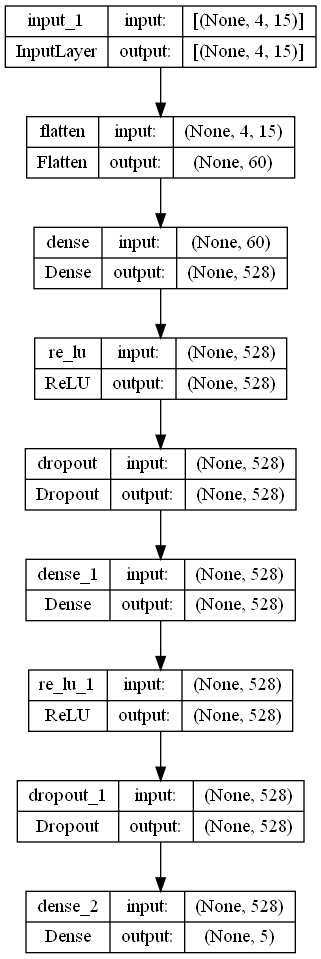 input_1 input: [(None, 4, 15)]
InputLayer output: [(None, 4, 15)]
flatten input: (None, 4, 15)
Flatten output: (None, 60)
dense input: (None, 60)
Dense output: (None, 528)
re_lu input: (None, 528)
ReLU output: (None, 528)
dropout input: (None, 528)
Dropout output: (None, 528)
dense_1 input: (None, 528)
Dense output: (None, 528)
re_lu_1 input: (None, 528)
ReLU output: (None, 528)
dropout_1 input: (None, 528)
Dropout output: (None, 528)
dense_2 input: (None, 528)
Dense output: (None, 5)